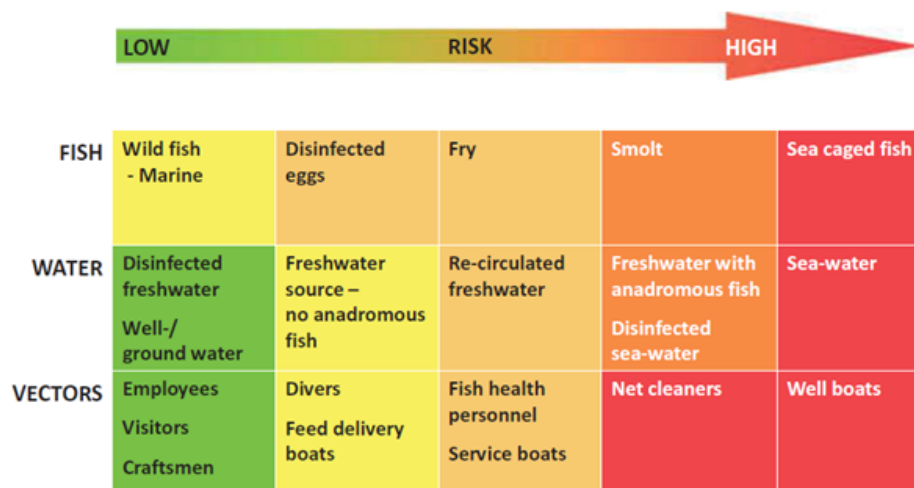 LOW RISK HIGH
FISH
Wild fish
- Marine
Disinfected
eggs
Fry
Smolt
Sea caged fish
WATER
Disinfected
freshwater
Well-/
ground water
Freshwater
source –
no anadromous
fish
Re-circulated
freshwater
Freshwater with
anadromous fish
Disinfected
sea-water
Sea-water
VECTORS
Employees
Visitors
Craftsmen
Divers
Feed delivery
boats
Fish health
personnel
Service boats
Net cleaners
Well boats